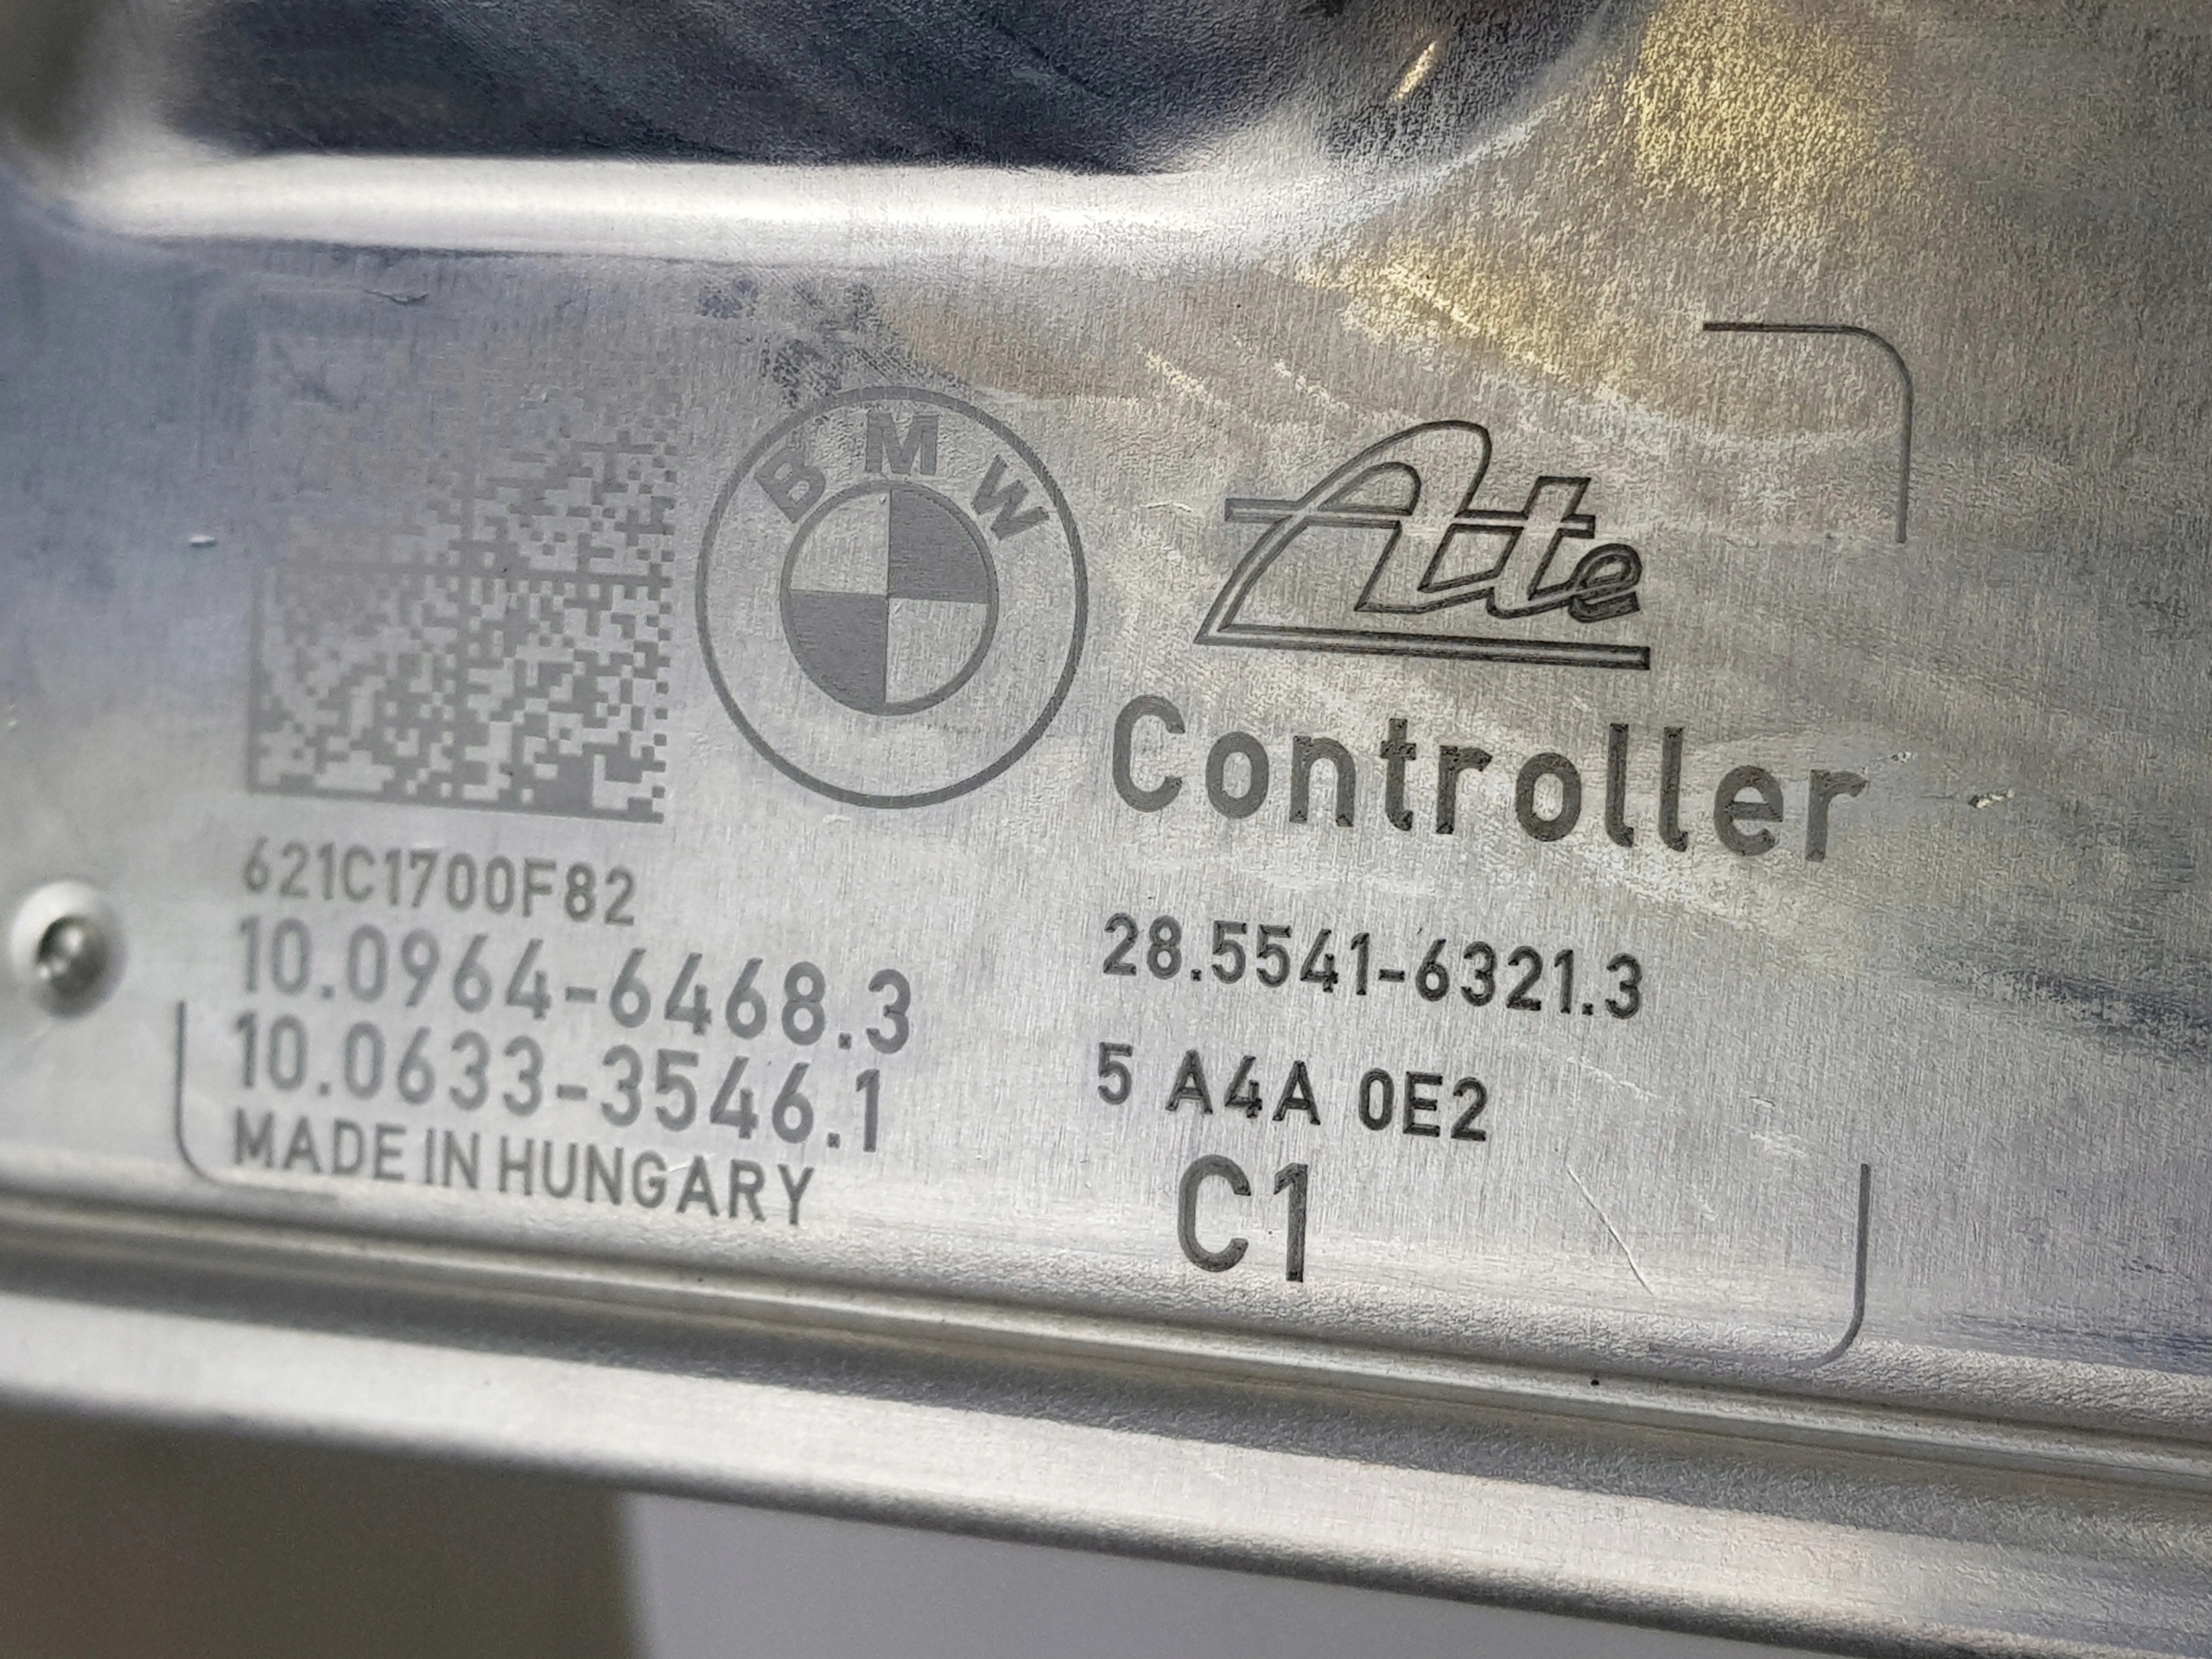 BMW
Ate
Controller
621C1700F82
10.0964-6468.3
10.0633-3546.1
MADE IN HUNGARY
28.5541-6321.3
5 A4A 0E2
C1